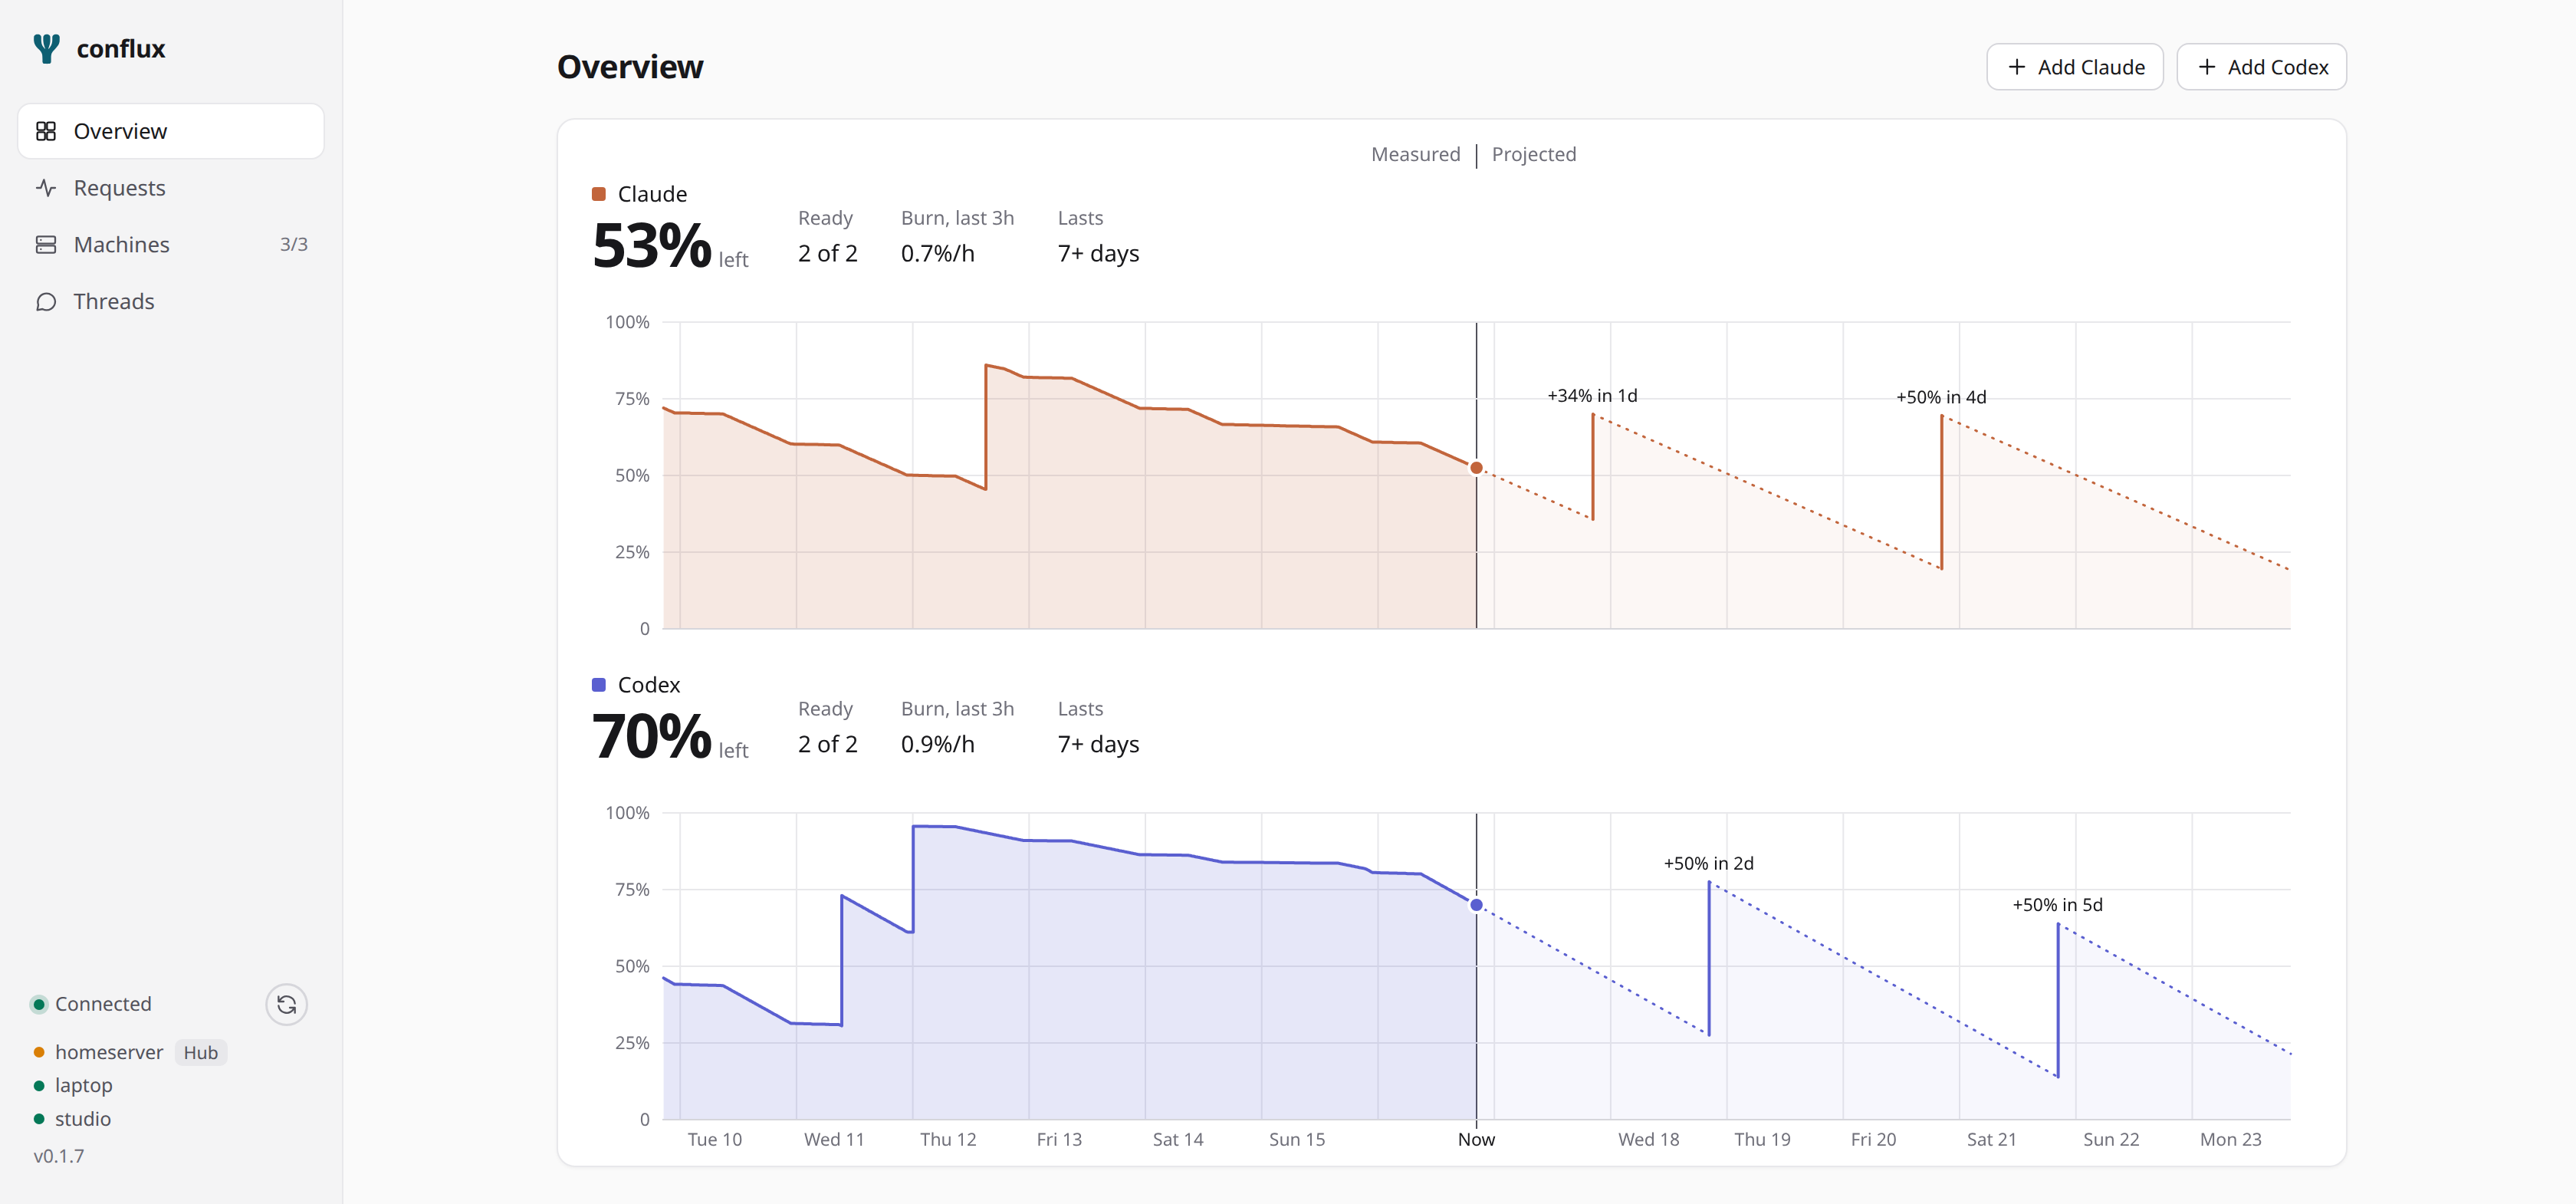 conflux
Overview
Requests
Machines 3/3
Threads
Connected
homeserver Hub
laptop
studio
v0.1.7
Overview
+ Add Claude
+ Add Codex
Measured | Projected
Claude
53% left
Ready
2 of 2
Burn, last 3h
0.7%/h
Lasts
7+ days
100%
75%
50%
25%
0
+34% in 1d
+50% in 4d
Codex
70% left
Ready
2 of 2
Burn, last 3h
0.9%/h
Lasts
7+ days
100%
75%
50%
25%
0
+50% in 2d
+50% in 5d
Tue 10 Wed 11 Thu 12 Fri 13 Sat 14 Sun 15 Now Wed 18 Thu 19 Fri 20 Sat 21 Sun 22 Mon 23